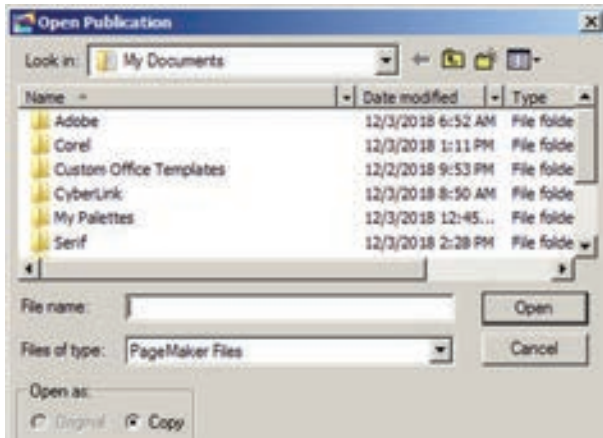 Open Publication
Look in: My Documents
Name Date modified Type
Adobe 12/3/2018 6:52 AM File folde
Corel 12/3/2018 1:11 PM File folde
Custom Office Templates 12/2/2018 9:53 PM File folde
CyberLink 12/3/2018 8:50 AM File folde
My Palettes 12/3/2018 12:45... File folde
Serif 12/3/2018 2:28 PM File folde
File name: Open
Files of type: PageMaker Files Cancel
Open as:
Original Copy